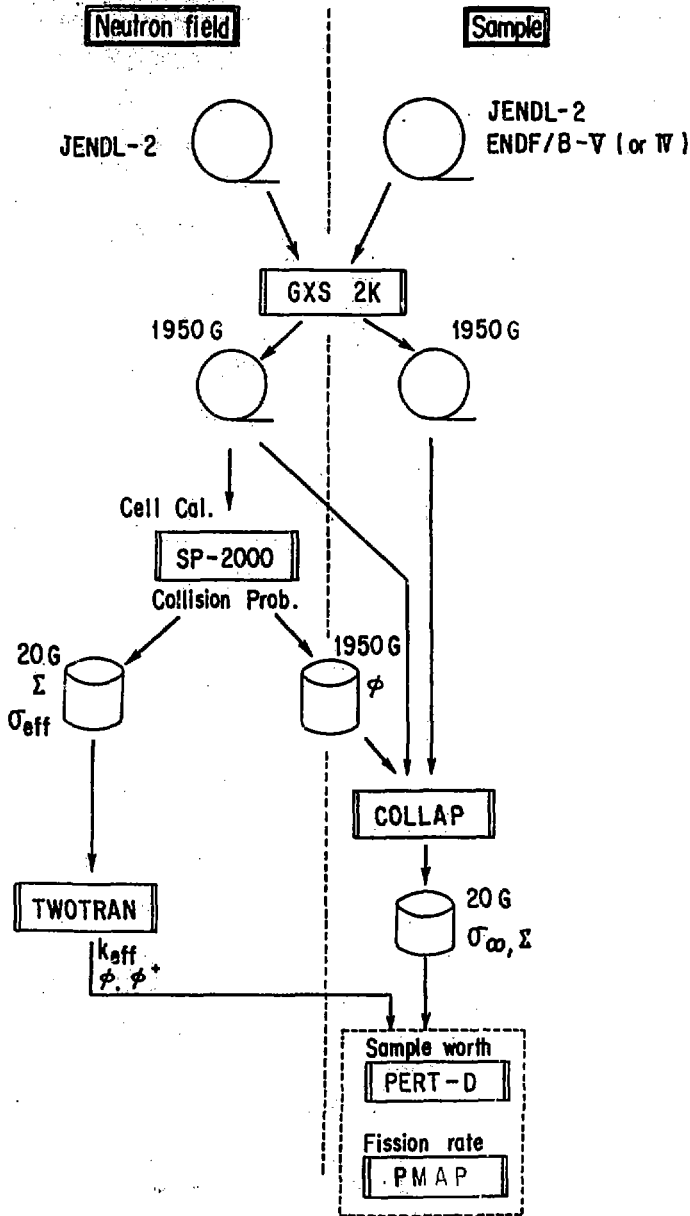 Neutron field
Sample
JENDL-2
JENDL-2
ENDF/B-V (or IV)
GXS 2K
1950 G
1950 G
Cell Cal.
SP-2000
Collision Prob.
20 G
Σ
σeff
1950 G
φ
COLLAP
TWOTRAN
keff
φ, φ+
20 G
σ∞, Σ
Sample worth
PERT-D
Fission rate
PMAP